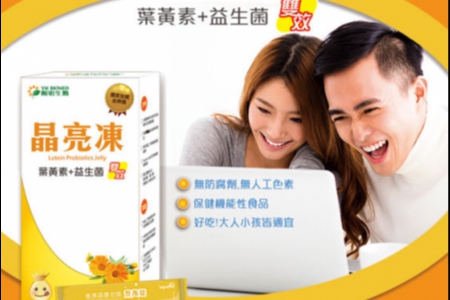 葉黃素+益生菌 雙效
晶亮凍
Lutein Probiotics Jelly
葉黃素+益生菌 雙效
無防腐劑,無人工色素
保健機能性食品
好吃!大人小孩皆適宜